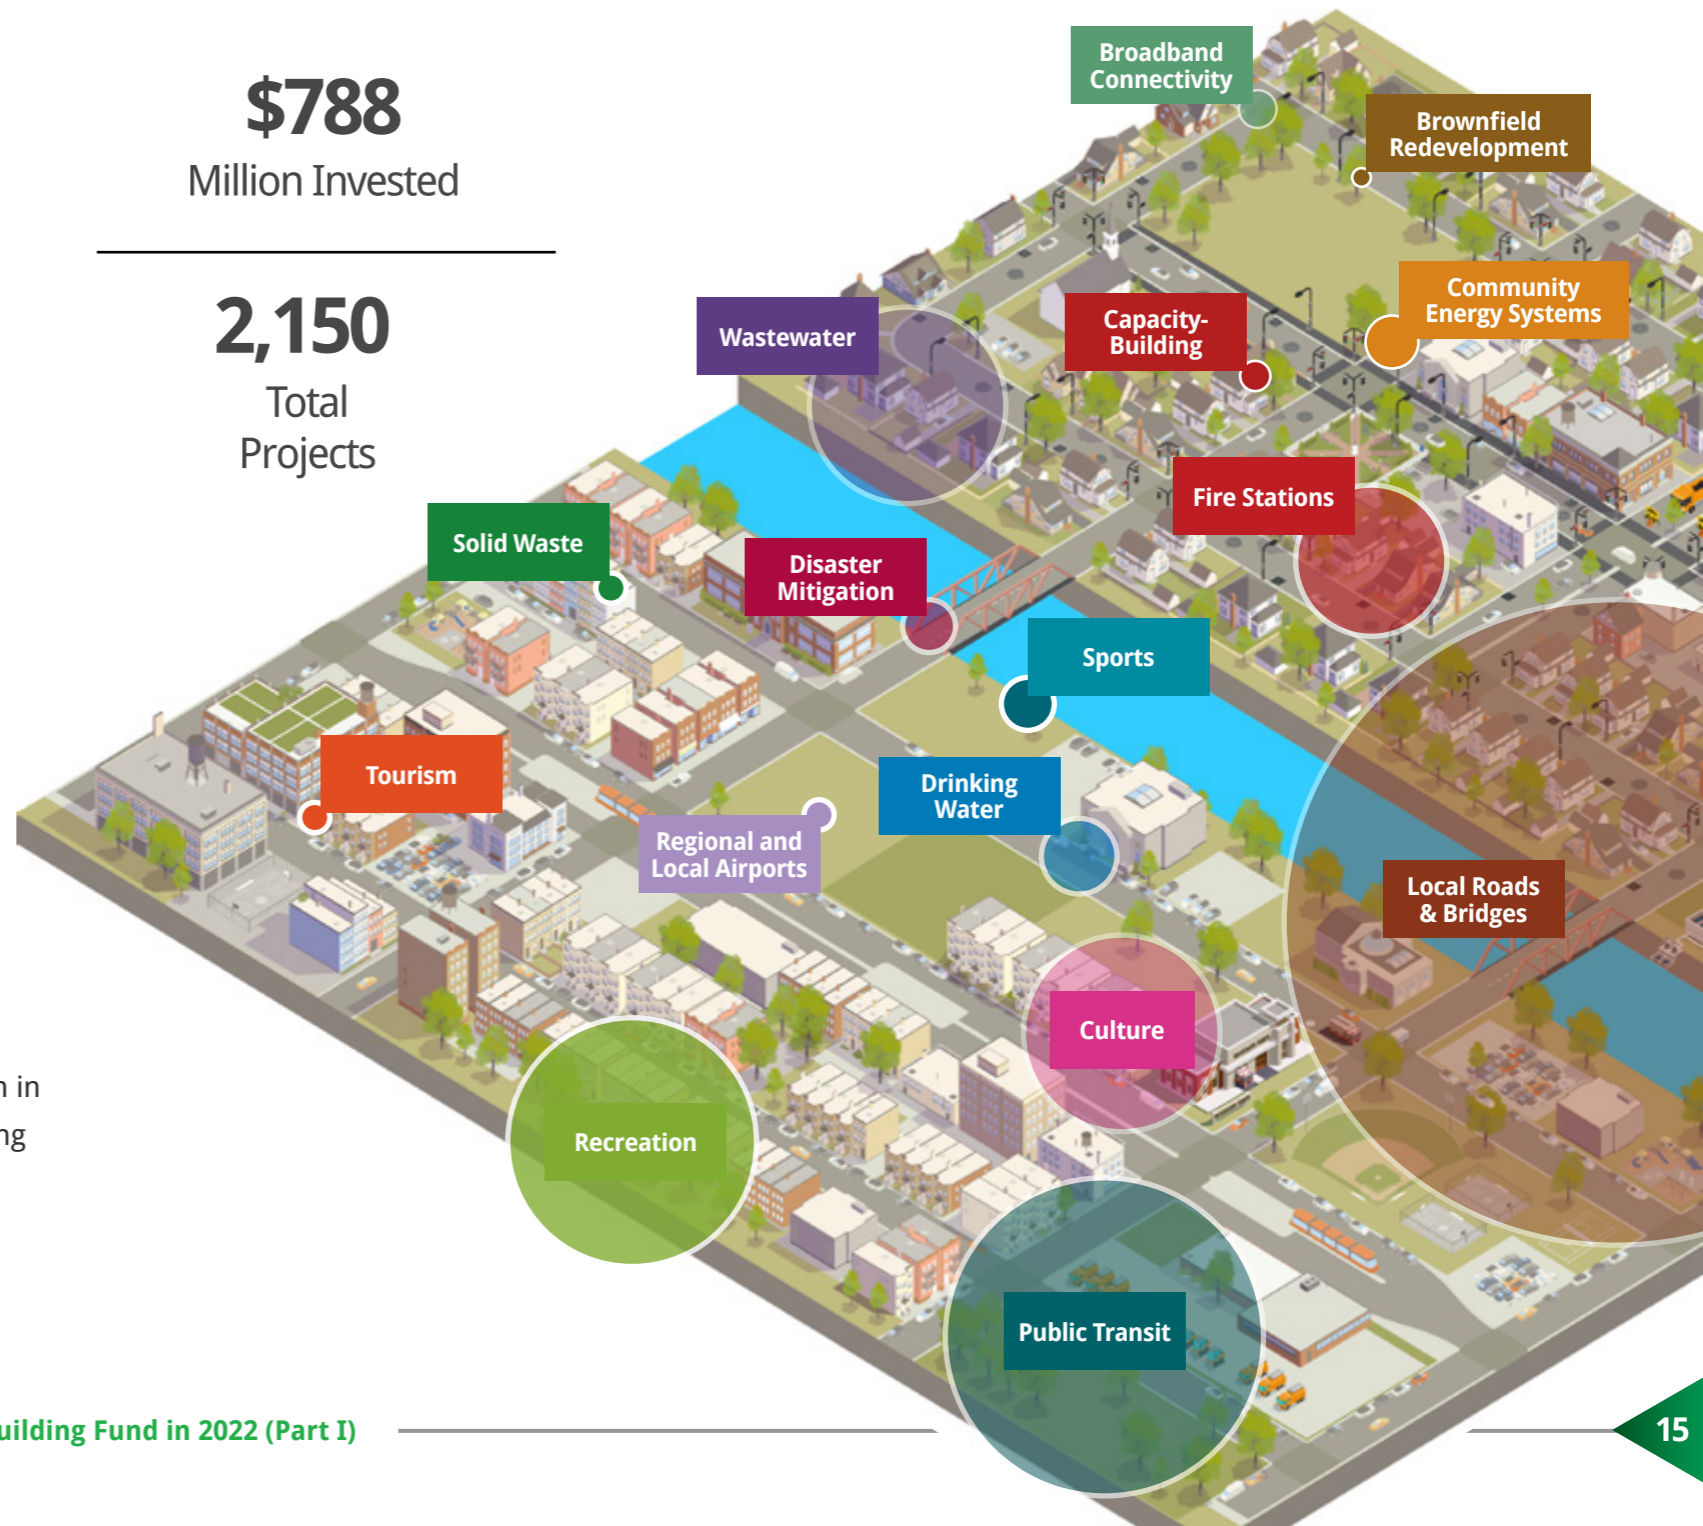 $788
Million Invested
2,150
Total
Projects
Broadband
Connectivity
Brownfield
Redevelopment
Wastewater
Capacity-
Building
Community
Energy Systems
Fire Stations
Solid Waste
Disaster
Mitigation
Sports
Tourism
Drinking
Water
Regional and
Local Airports
Local Roads
& Bridges
Culture
in
Recreation
Public Transit
Fund in 2022 (Part I)
15